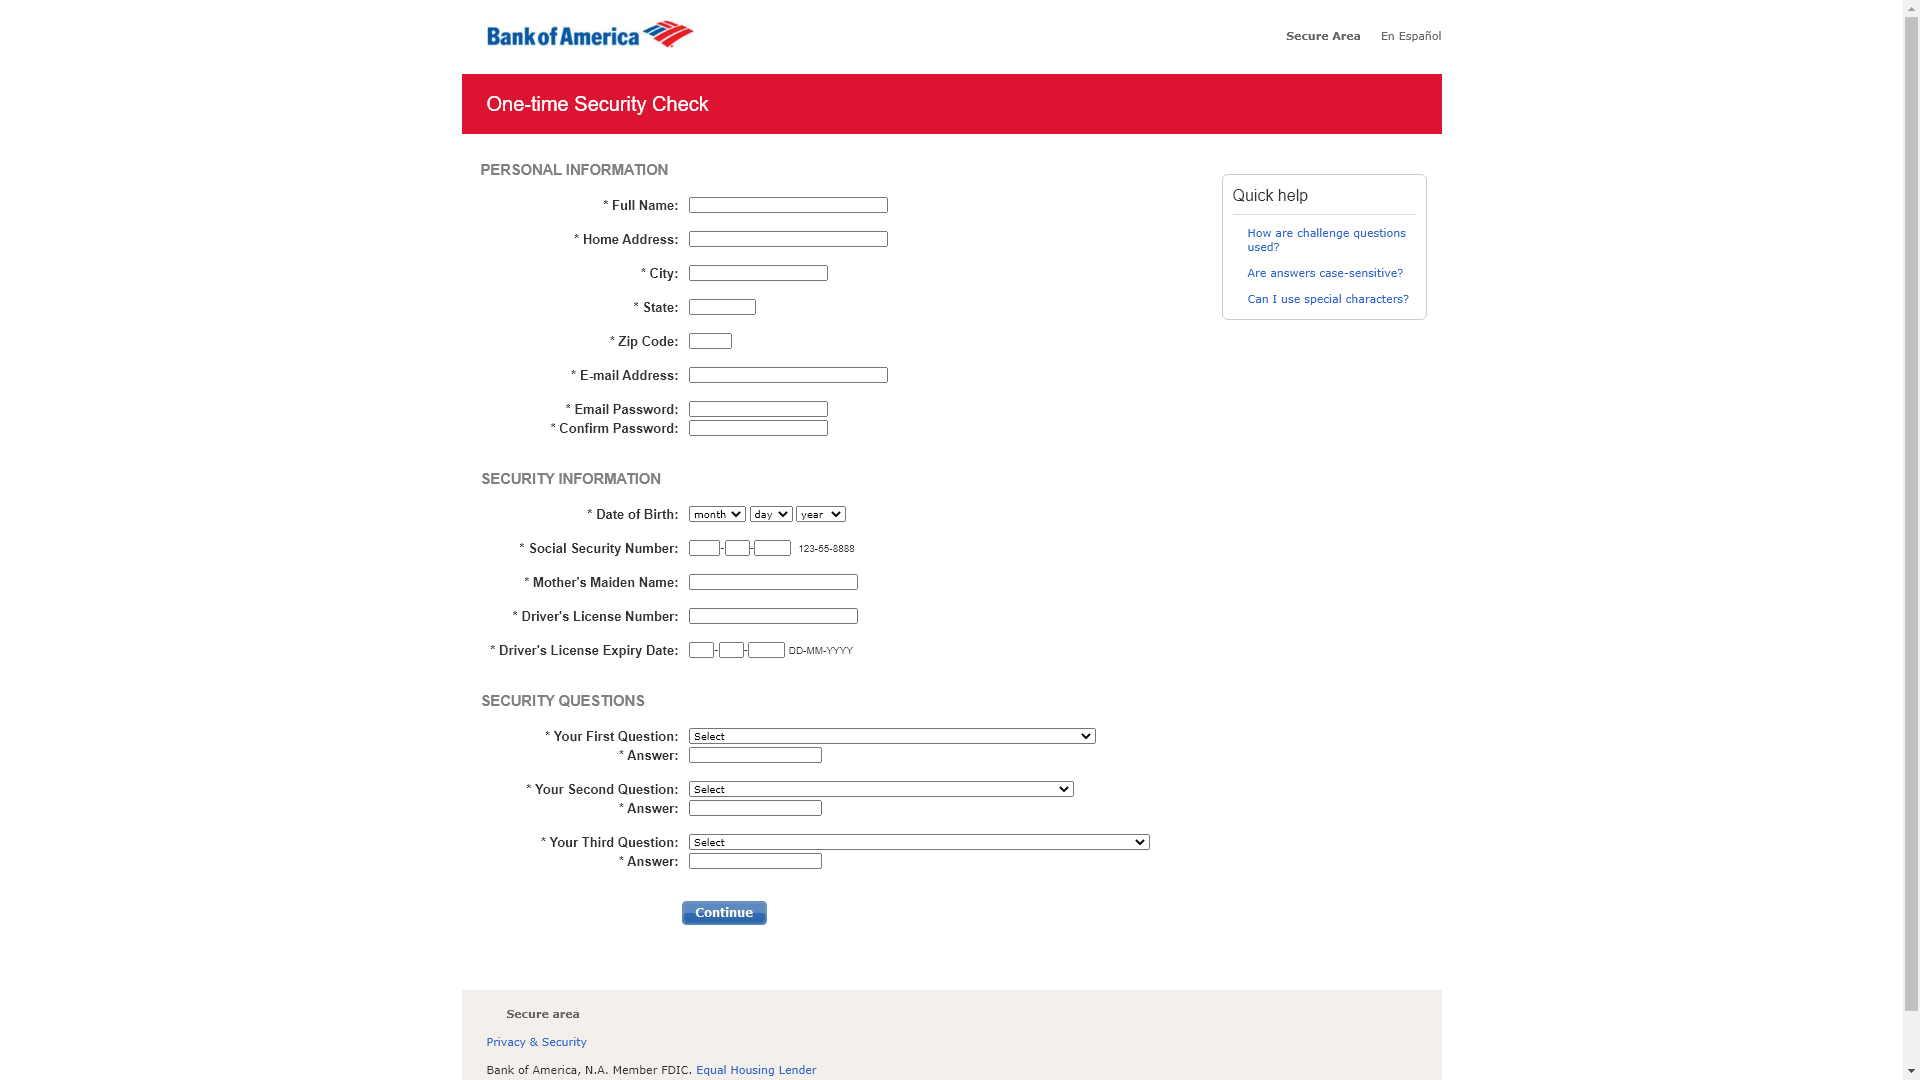 Bank of America
Secure Area En Español
One-time Security Check
PERSONAL INFORMATION
* Full Name:
* Home Address:
* City:
* State:
* Zip Code:
* E-mail Address:
* Email Password:
* Confirm Password:
Quick help
How are challenge questions
used?
Are answers case-sensitive?
Can I use special characters?
SECURITY INFORMATION
* Date of Birth: month day year
* Social Security Number: - - 123-55-8888
* Mother's Maiden Name:
* Driver's License Number:
* Driver's License Expiry Date: - - DD-MM-YYYY
SECURITY QUESTIONS
* Your First Question: Select
* Answer:
* Your Second Question: Select
* Answer:
* Your Third Question: Select
* Answer:
Continue
Secure area
Privacy & Security
Bank of America, N.A. Member FDIC. Equal Housing Lender